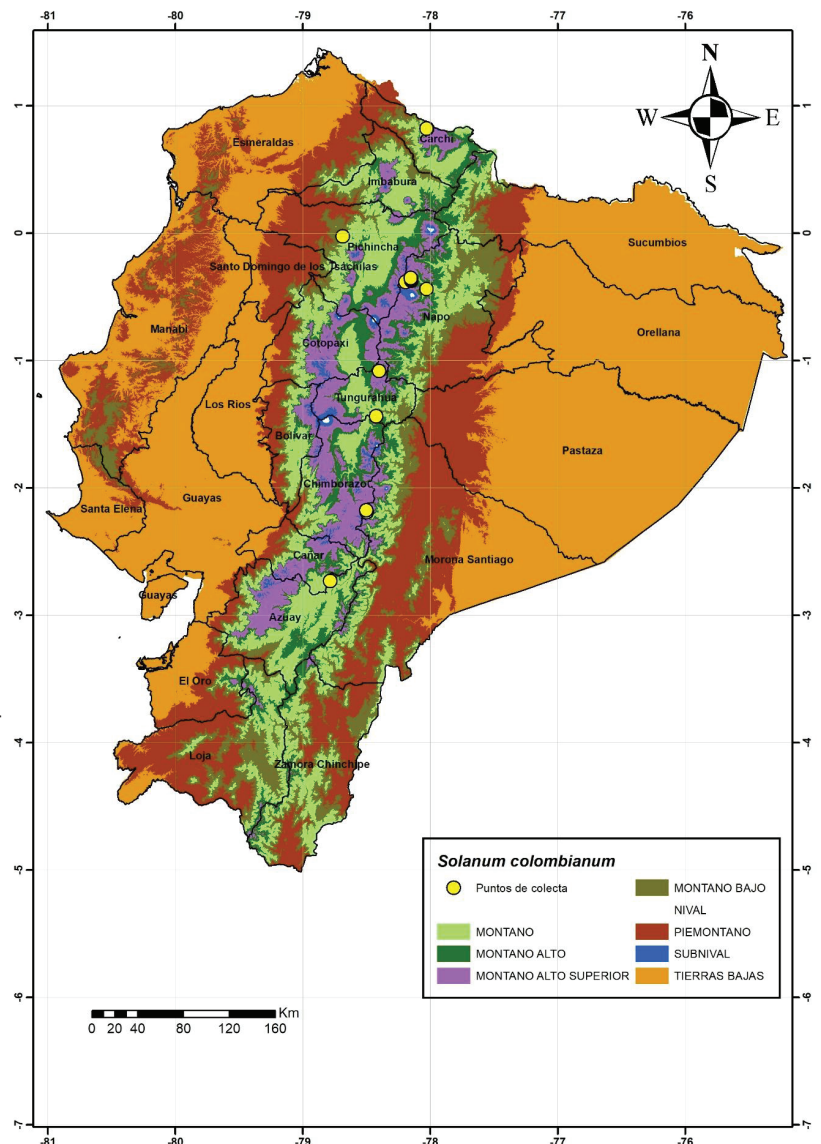 -81 -80 -79 -78 -77 -76
N
W E
S
1
0
-1
-2
-3
-4
-5
-6
-7
1
0
-1
-2
-3
-4
-5
-6
-7
Esmeraldas
Carchi
Imbabura
Pichincha
Sucumbios
Santo Domingo de los Tsachilas
Napo
Orellana
Manabi
Cotopaxi
Los Rios
Tungurahua
Bolivar
Pastaza
Chimborazo
Guayas
Santa Elena
Cañar
Morona Santiago
Guayas
Azuay
El Oro
Loja
Zamora Chinchipe
Solanum colombianum
Puntos de colecta
MONTANO
MONTANO ALTO
MONTANO ALTO SUPERIOR
MONTANO BAJO
NIVAL
PIEMONTANO
SUBNIVAL
TIERRAS BAJAS
Km
0 20 40 80 120 160
-81 -80 -79 -78 -77 -76